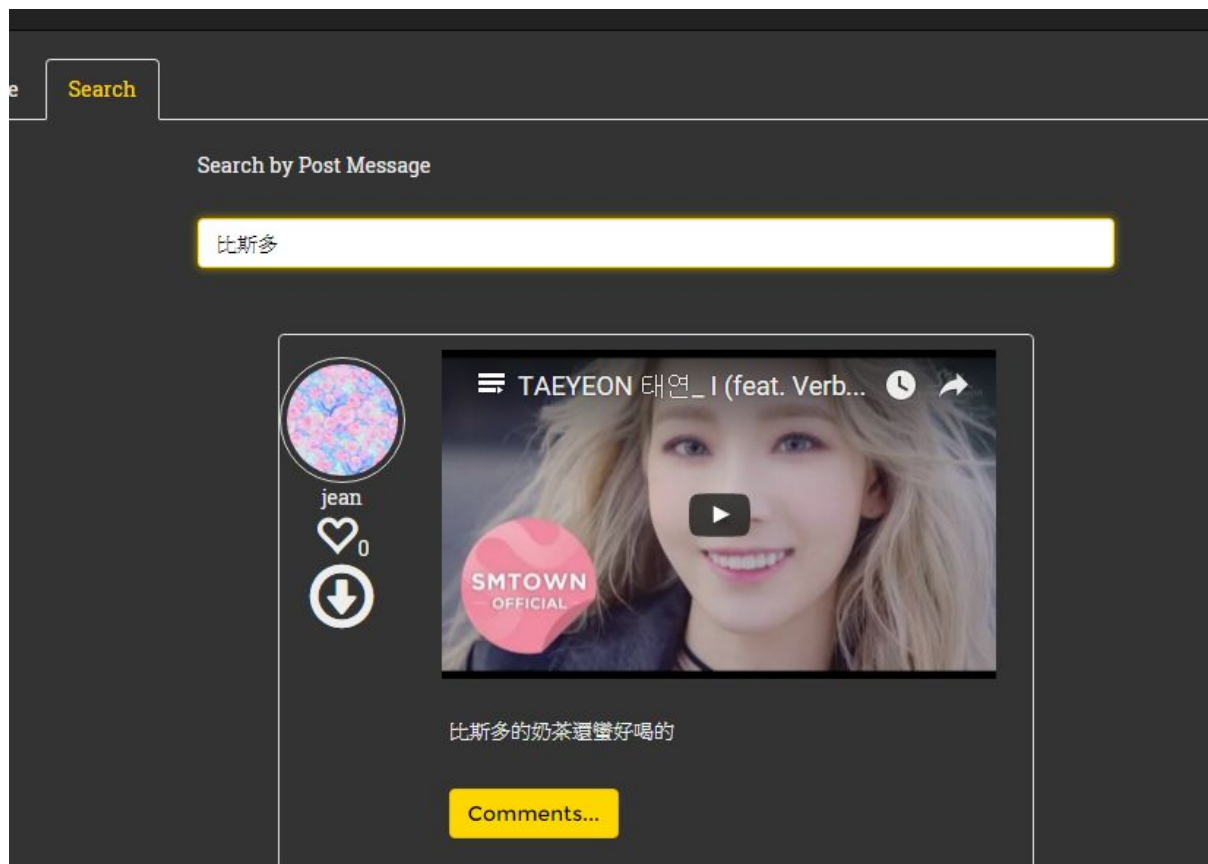 e
Search
Search by Post Message
比斯多
TAEYEON 태연_ I (feat. Verb...
SMTOWN
OFFICIAL
jean
0
比斯多的奶茶還蠻好喝的
Comments...